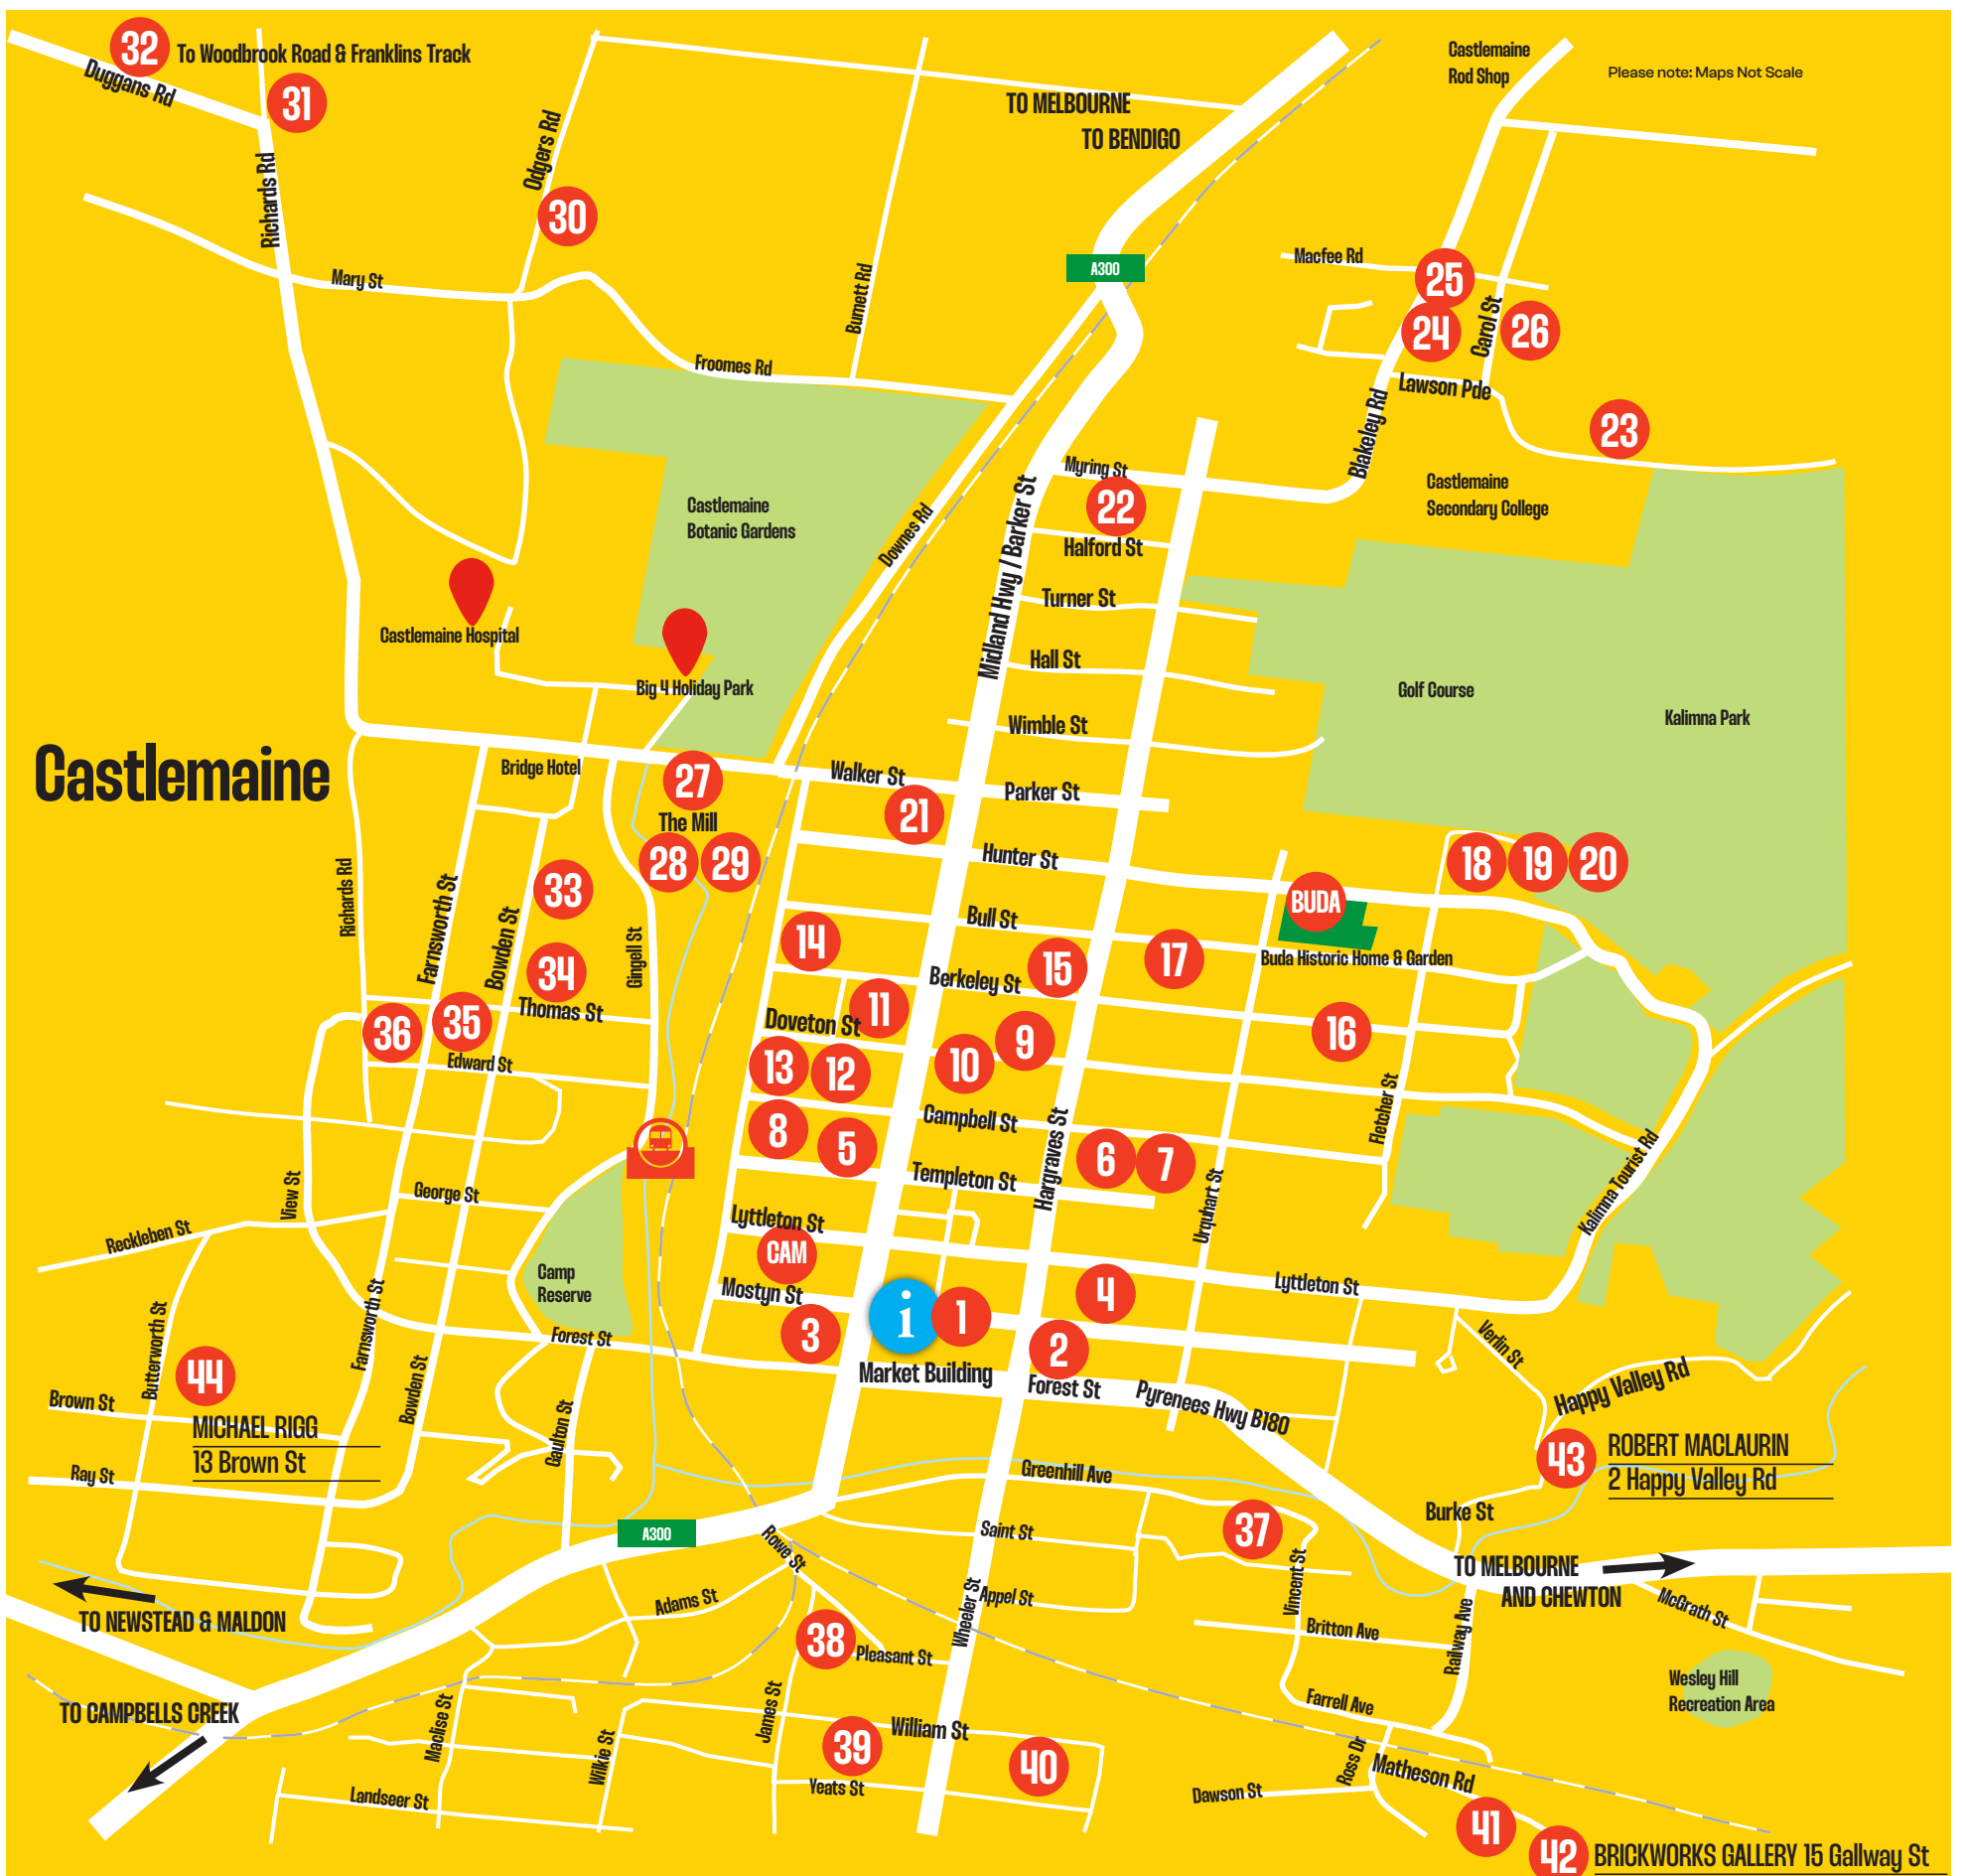 32
To Woodbrook Road & Franklins Track
Duggans Rd
31
Richards Rd
Odgers Rd
30
Mary St
TO MELBOURNE
TO BENDIGO
Castlemaine
Rod Shop
Please note: Maps Not Scale
A300
Burnett Rd
Froomes Rd
Macfee Rd
25
24
Carol St
26
Lawson Pde
Blakeley Rd
23
Castlemaine
Secondary College
Myring St
22
Halford St
Castlemaine
Botanic Gardens
Downes Rd
Midland Hwy / Barker St
Turner St
Hall St
Castlemaine Hospital
Big 4 Holiday Park
Golf Course
Kalimna Park
Wimble St
Castlemaine
Bridge Hotel
27
The Mill
28
29
Walker St
Parker St
21
Hunter St
18
19
20
BUDA
Buda Historic Home & Garden
Richards Rd
Farnsworth St
Bowden St
33
34
Gingell St
14
Bull St
15
17
Berkeley St
Thomas St
36
35
Edward St
11
Doveton St
13
12
10
9
16
Fletcher St
8
5
Campbell St
Hargraves St
6
7
Templeton St
Urquhart St
Kalimna Tourist Rd
View St
George St
Reckleben St
Lyttleton St
CAM
Mostyn St
3
i
1
4
Lyttleton St
Camp
Reserve
Butterworth St
Farnsworth St
Forest St
Market Building
2
Forest St
Pyrenees Hwy B180
Verlin St
Happy Valley Rd
44
Brown St
MICHAEL RIGG
13 Brown St
Bowden St
Gaulton St
43
ROBERT MACLAURIN
2 Happy Valley Rd
Ray St
Greenhill Ave
Burke St
A300
Rowe St
Saint St
37
Vincent St
TO MELBOURNE
AND CHEWTON
TO NEWSTEAD & MALDON
Adams St
Appel St
Wheeler St
Britton Ave
Railway Ave
McGrath St
38
Pleasant St
Wesley Hill
Recreation Area
TO CAMPBELLS CREEK
Maclise St
Wilkie St
James St
William St
39
40
Yeats St
Farrell Ave
Ross Dr
Matheson Rd
Dawson St
Landseer St
41
42
BRICKWORKS GALLERY 15 Gallway St